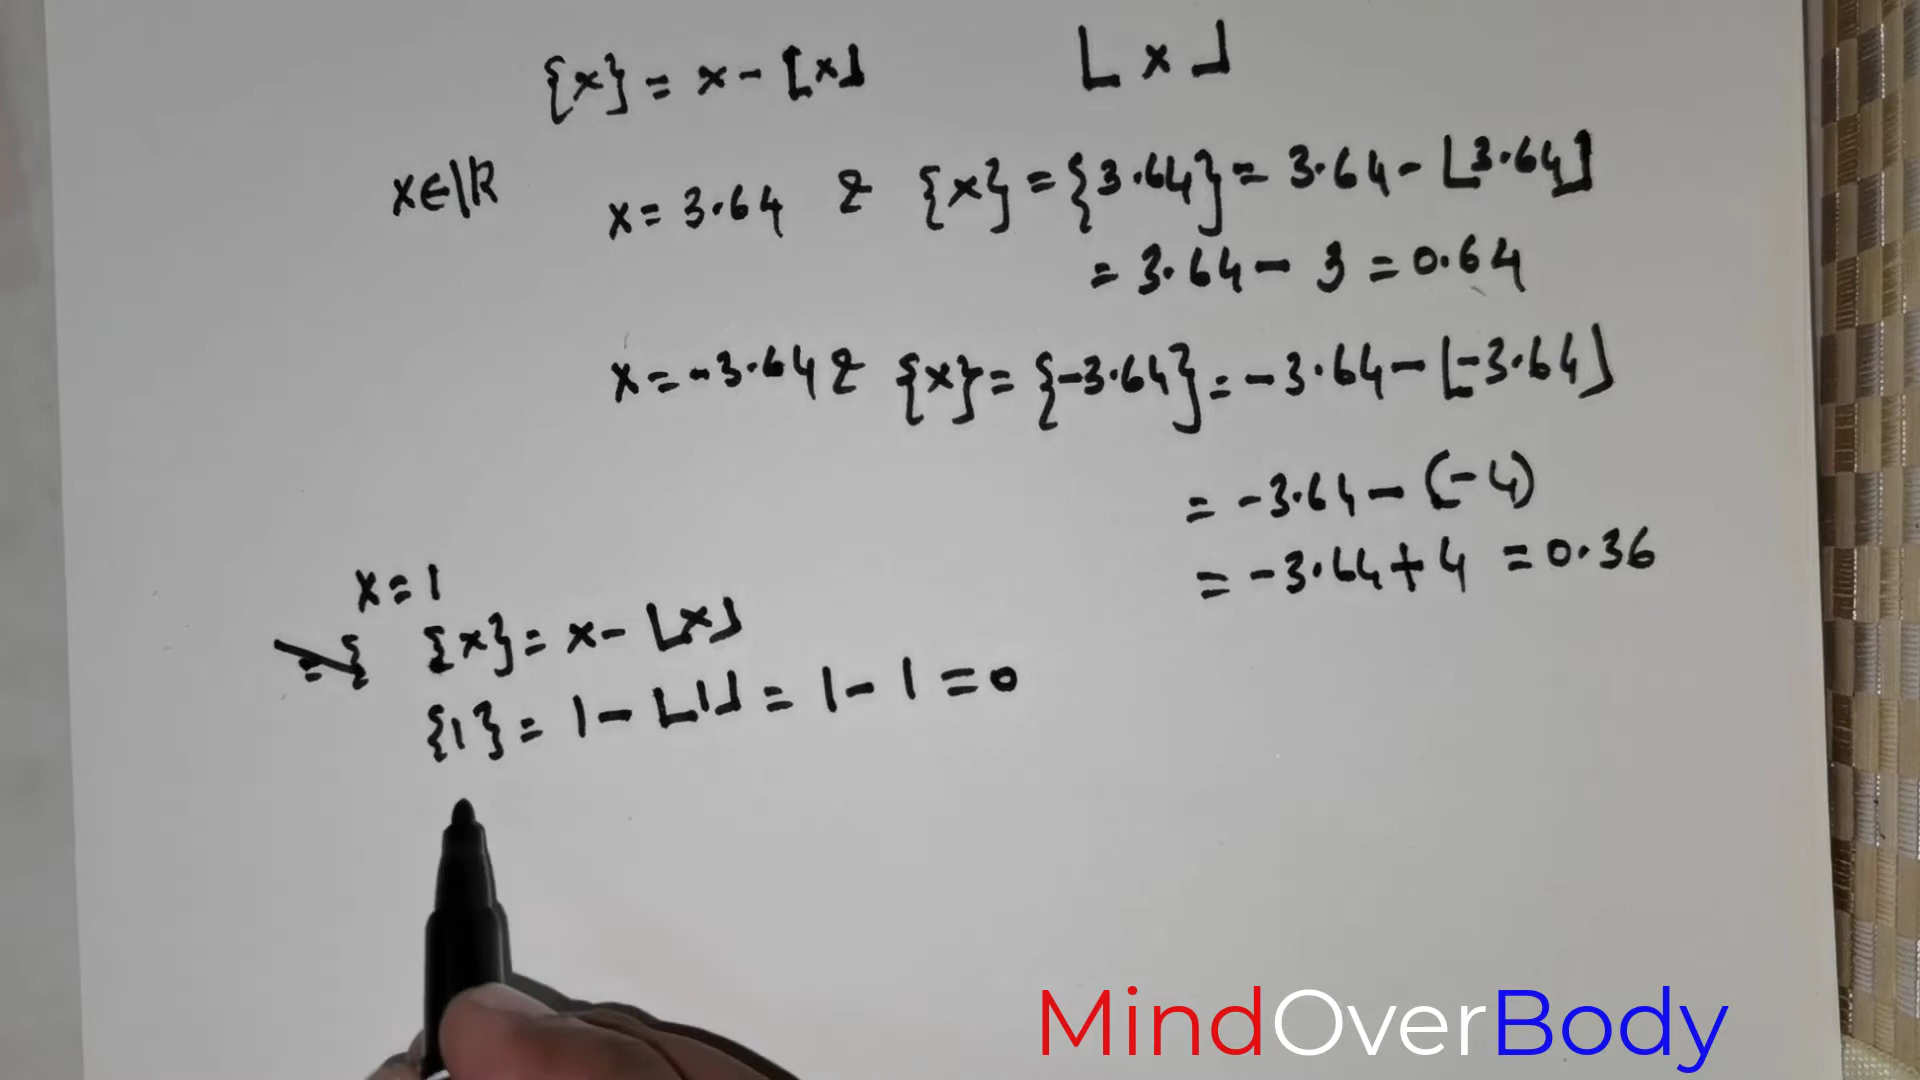 {x} = x - ⌊x⌋ ⌊x⌋
x∈ℝ x = 3.64 & {x} = {3.64} = 3.64 - ⌊3.64⌋
= 3.64 - 3 = 0.64
x = -3.64 & {x} = {-3.64} = -3.64 - ⌊-3.64⌋
= -3.64 - (-4)
= -3.64 + 4 = 0.36
x = 1
{x} = x - ⌊x⌋
{1} = 1 - ⌊1⌋ = 1 - 1 = 0
MindOverBody